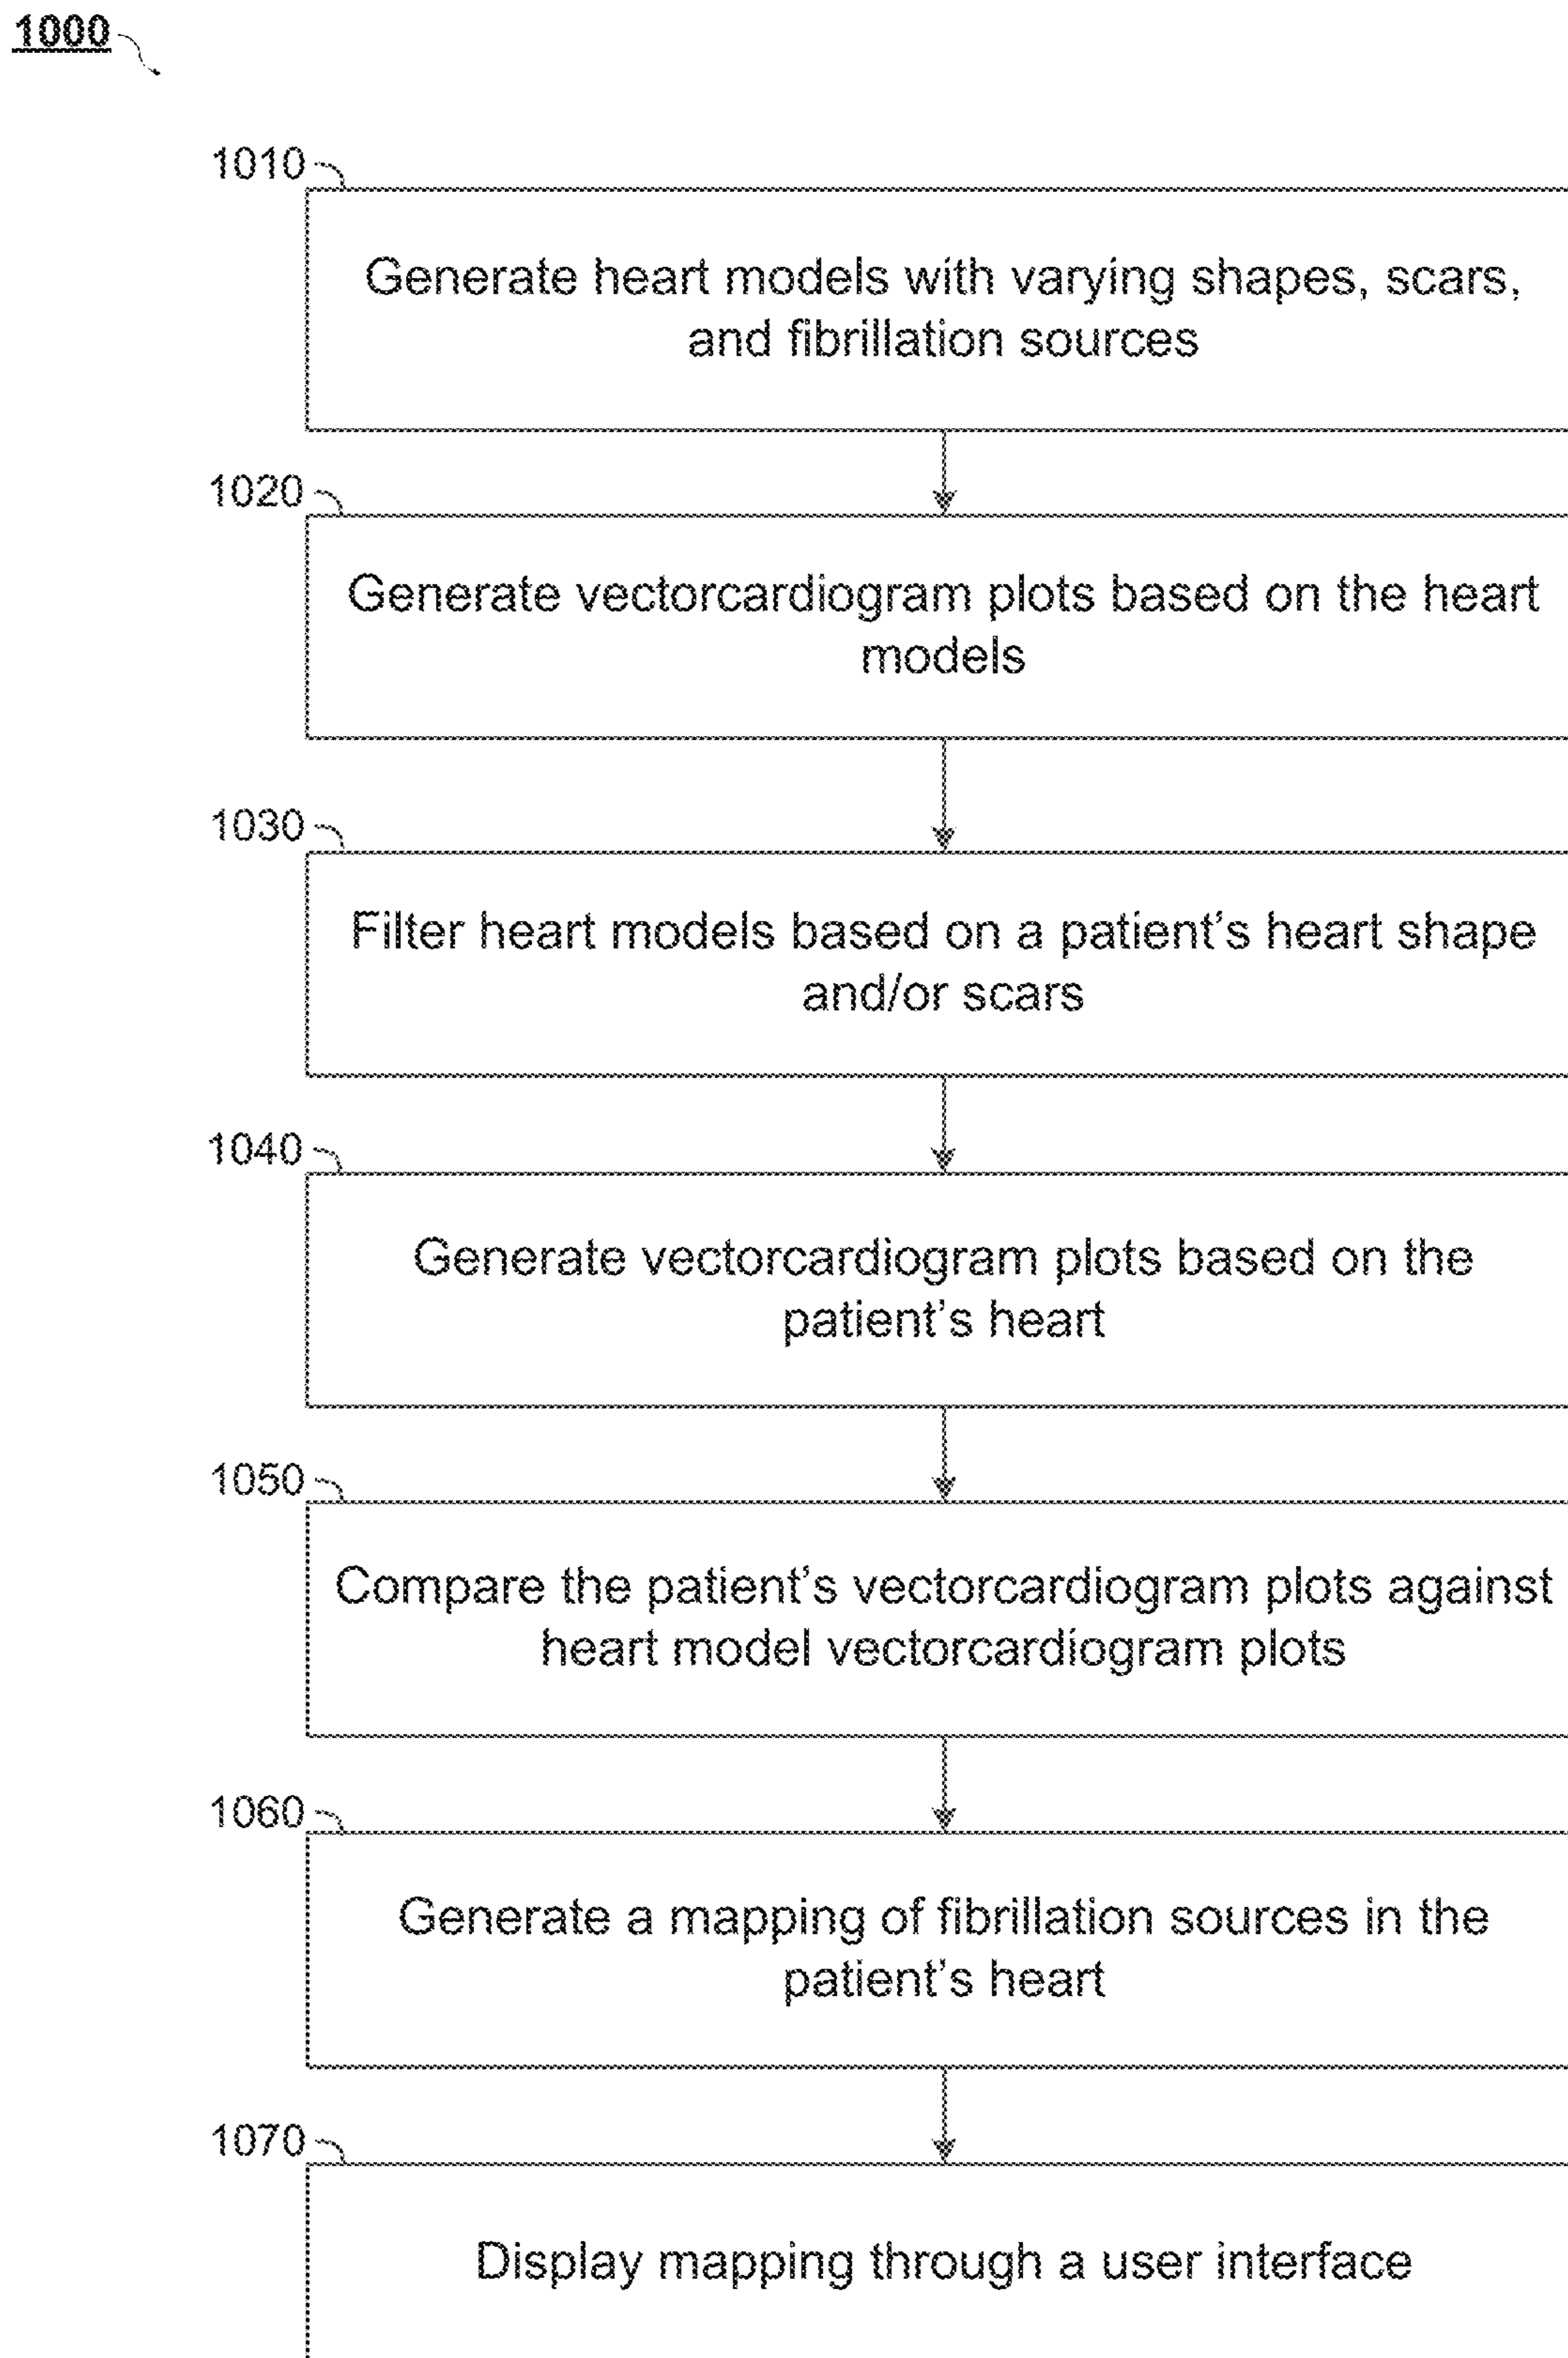 1000
1010
Generate heart models with varying shapes, scars,
and fibrillation sources
1020
Generate vectorcardiogram plots based on the heart
models
1030
Filter heart models based on a patient's heart shape
and/or scars
1040
Generate vectorcardiogram plots based on the
patient's heart
1050
Compare the patient's vectorcardiogram plots against
heart model vectorcardiogram plots
1060
Generate a mapping of fibrillation sources in the
patient's heart
1070
Display mapping through a user interface